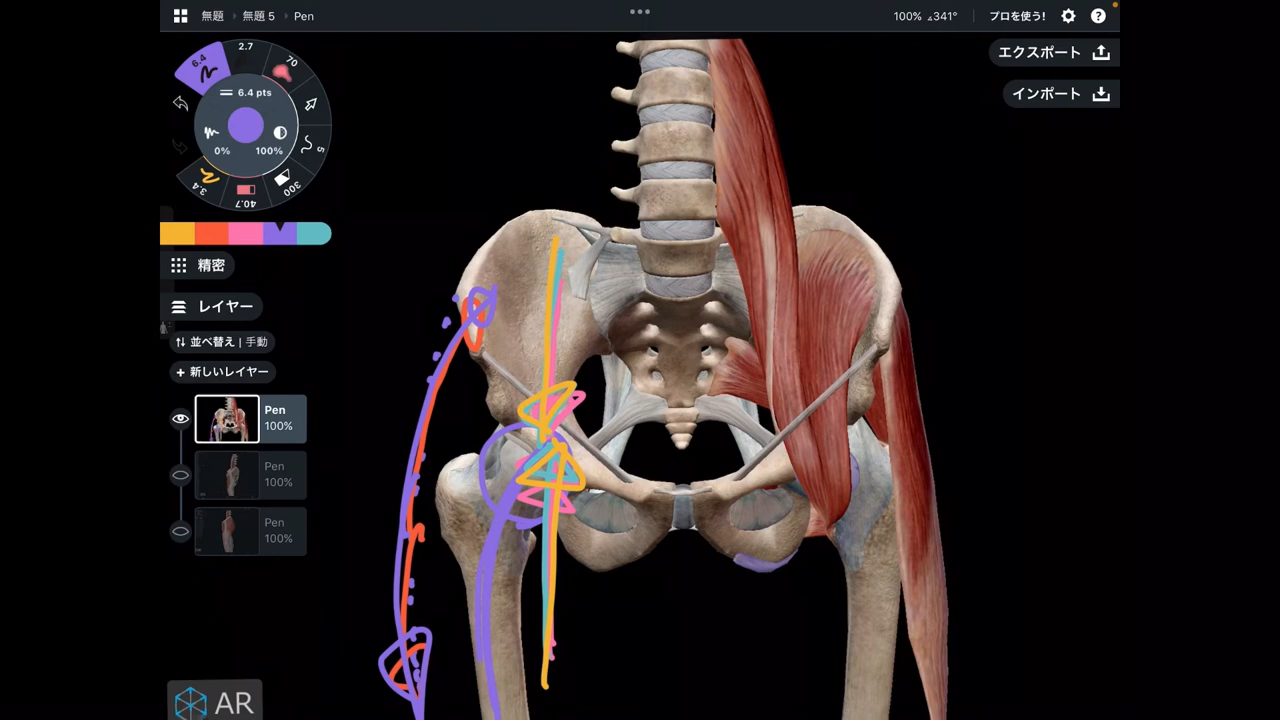 無題 無題 5 Pen
100% ⊿341° プロを使う! ?
エクスポート
インポート
6.4
2.7
70
6.4 pts
0% 100%
5
3.4
40.7
300
精密
レイヤー
並べ替え | 手動
+ 新しいレイヤー
Pen
100%
Pen
100%
Pen
100%
AR